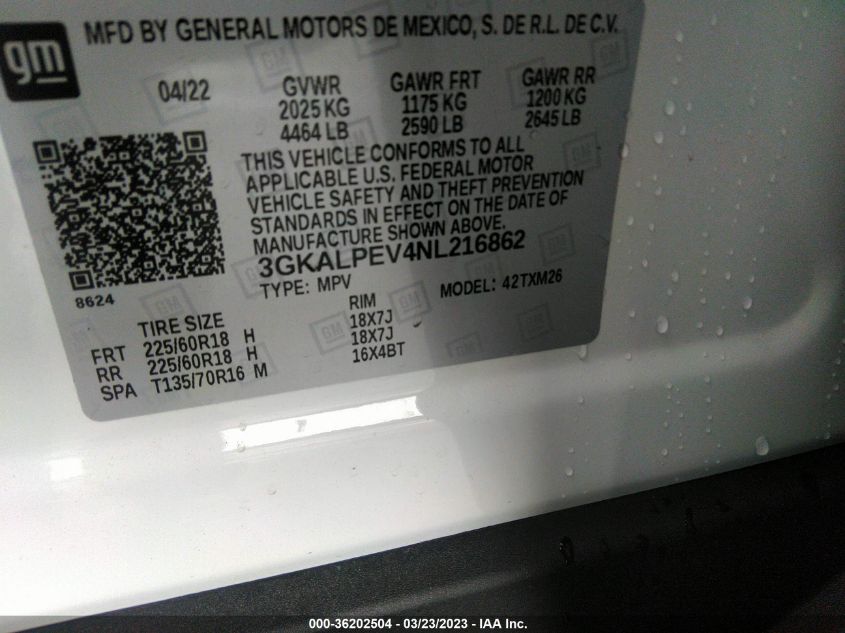 gm
MFD BY GENERAL MOTORS DE MEXICO, S. DE R.L. DE C.V.
04/22 GVWR GAWR FRT GAWR RR
2025 KG 1175 KG 1200 KG
4464 LB 2590 LB 2645 LB
THIS VEHICLE CONFORMS TO ALL
APPLICABLE U.S. FEDERAL MOTOR
VEHICLE SAFETY AND THEFT PREVENTION
STANDARDS IN EFFECT ON THE DATE OF
MANUFACTURE SHOWN ABOVE.
3GKALPEV4NL216862
8624 TYPE: MPV MODEL: 42TXM26
TIRE SIZE RIM
FRT 225/60R18 H 18X7J
RR 225/60R18 H 18X7J
SPA T135/70R16 M 16X4BT
000-36202504 / 03/23/2023 - IAA Inc.